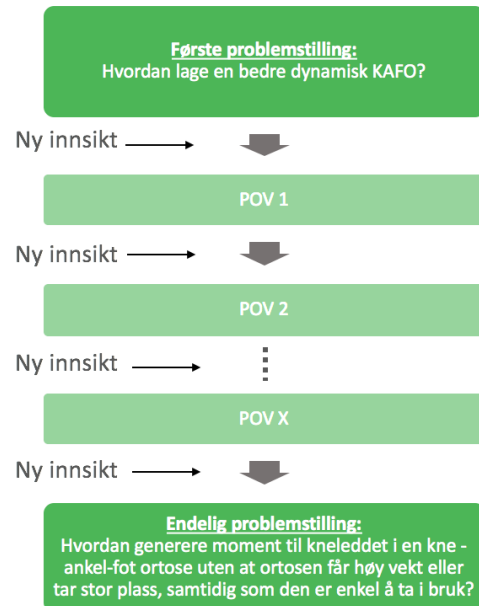 Første problemstilling:
Hvordan lage en bedre dynamisk KAFO?
Ny innsikt
POV 1
Ny innsikt
POV 2
Ny innsikt
POV X
Ny innsikt
Endelig problemstilling:
Hvordan generere moment til kneleddet i en kne -
ankel-fot ortose uten at ortosen får høy vekt eller
tar stor plass, samtidig som den er enkel å ta i bruk?